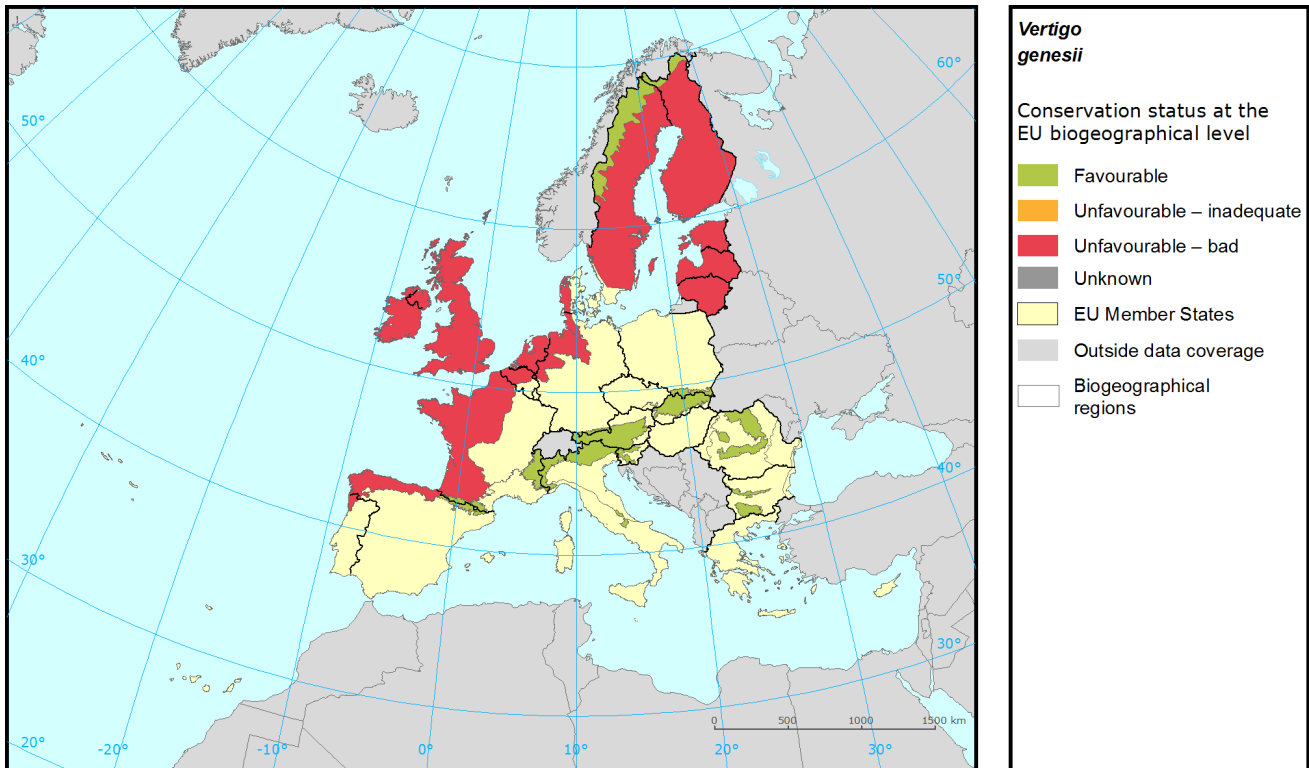 Vertigo
genesii
Conservation status at the
EU biogeographical level
Favourable
Unfavourable – inadequate
Unfavourable – bad
Unknown
EU Member States
Outside data coverage
Biogeographical
regions
60°
50°
50°
40°
40°
30°
30°
20°
-20°
-10°
0°
10°
20°
30°
0 500 1000 1500 km